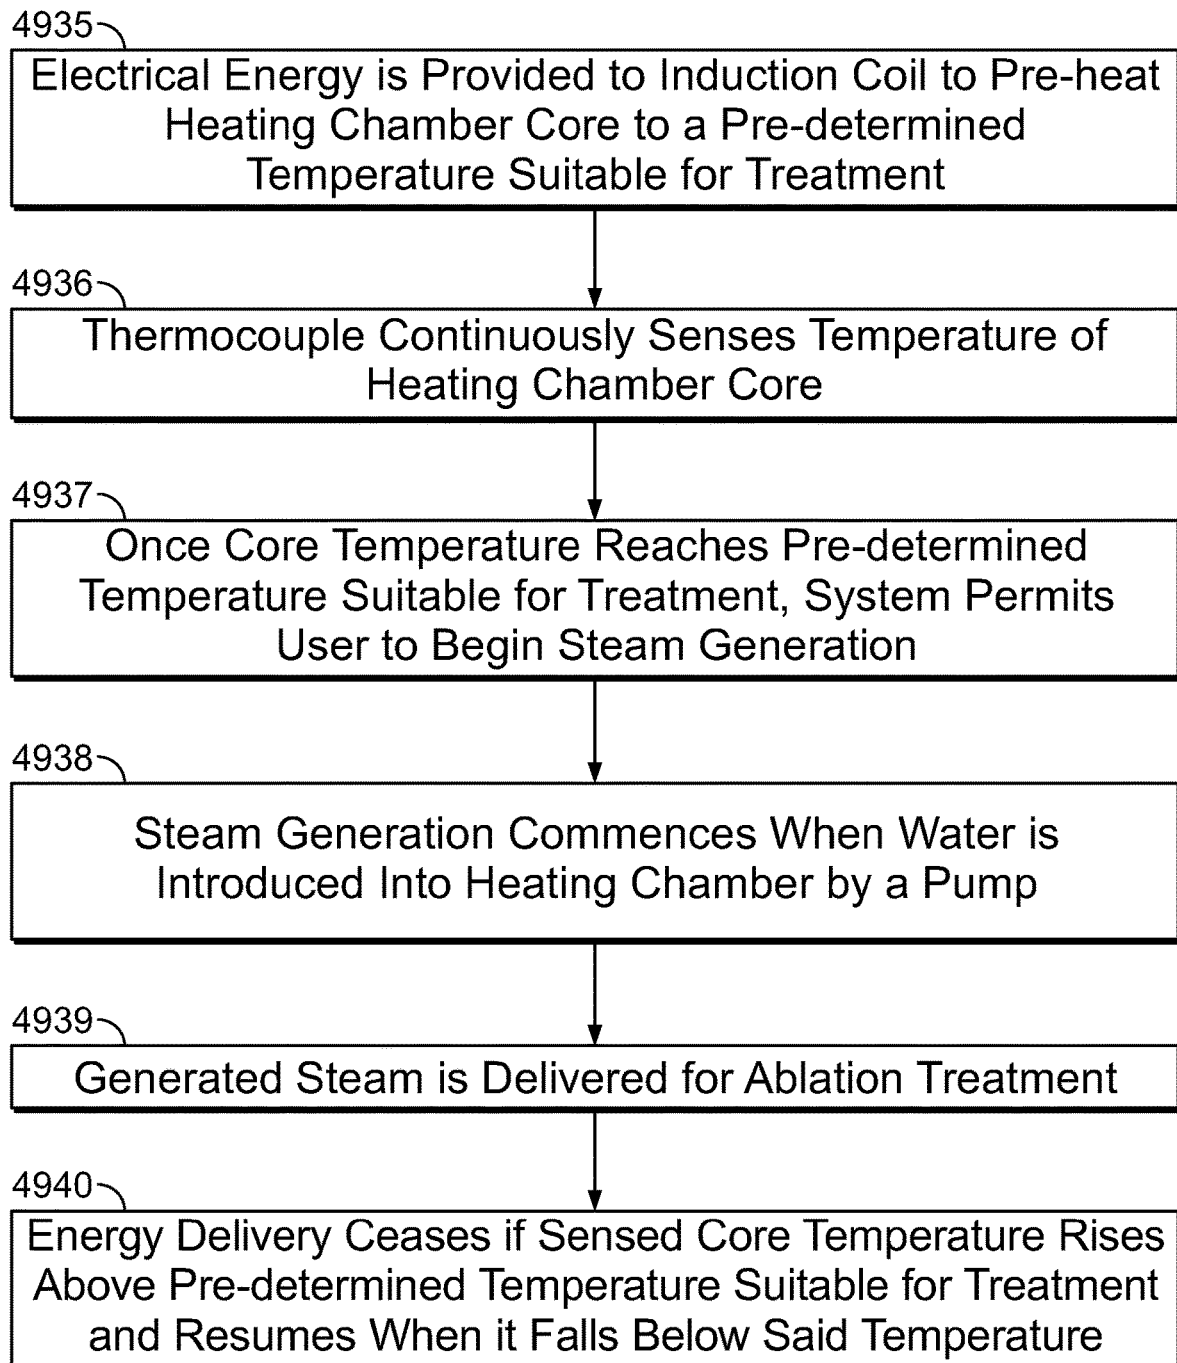 4935
Electrical Energy is Provided to Induction Coil to Pre-heat
Heating Chamber Core to a Pre-determined
Temperature Suitable for Treatment
4936
Thermocouple Continuously Senses Temperature of
Heating Chamber Core
4937
Once Core Temperature Reaches Pre-determined
Temperature Suitable for Treatment, System Permits
User to Begin Steam Generation
4938
Steam Generation Commences When Water is
Introduced Into Heating Chamber by a Pump
4939
Generated Steam is Delivered for Ablation Treatment
4940
Energy Delivery Ceases if Sensed Core Temperature Rises
Above Pre-determined Temperature Suitable for Treatment
and Resumes When it Falls Below Said Temperature